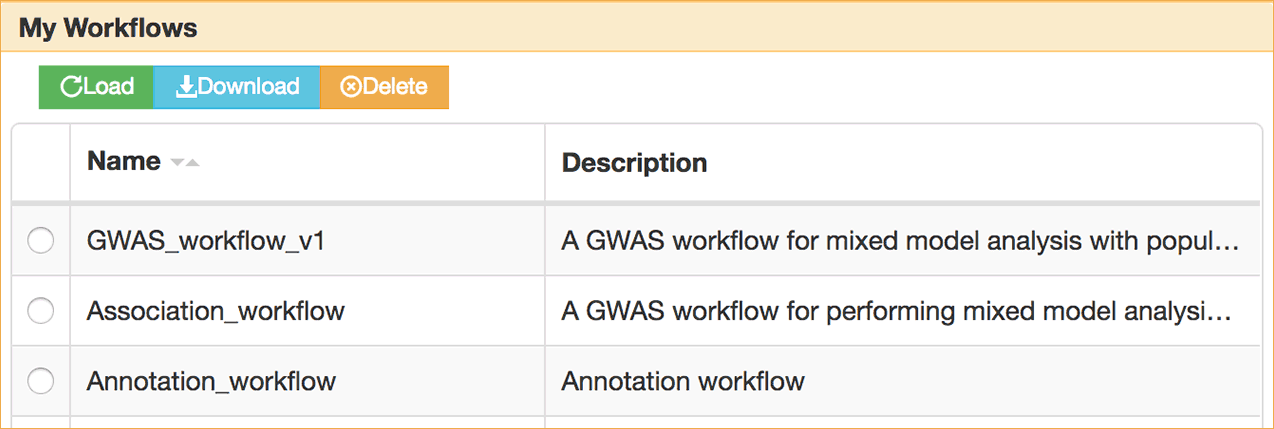 My Workflows
Load Download Delete
Name Description
GWAS_workflow_v1 A GWAS workflow for mixed model analysis with popul…
Association_workflow A GWAS workflow for performing mixed model analysi…
Annotation_workflow Annotation workflow